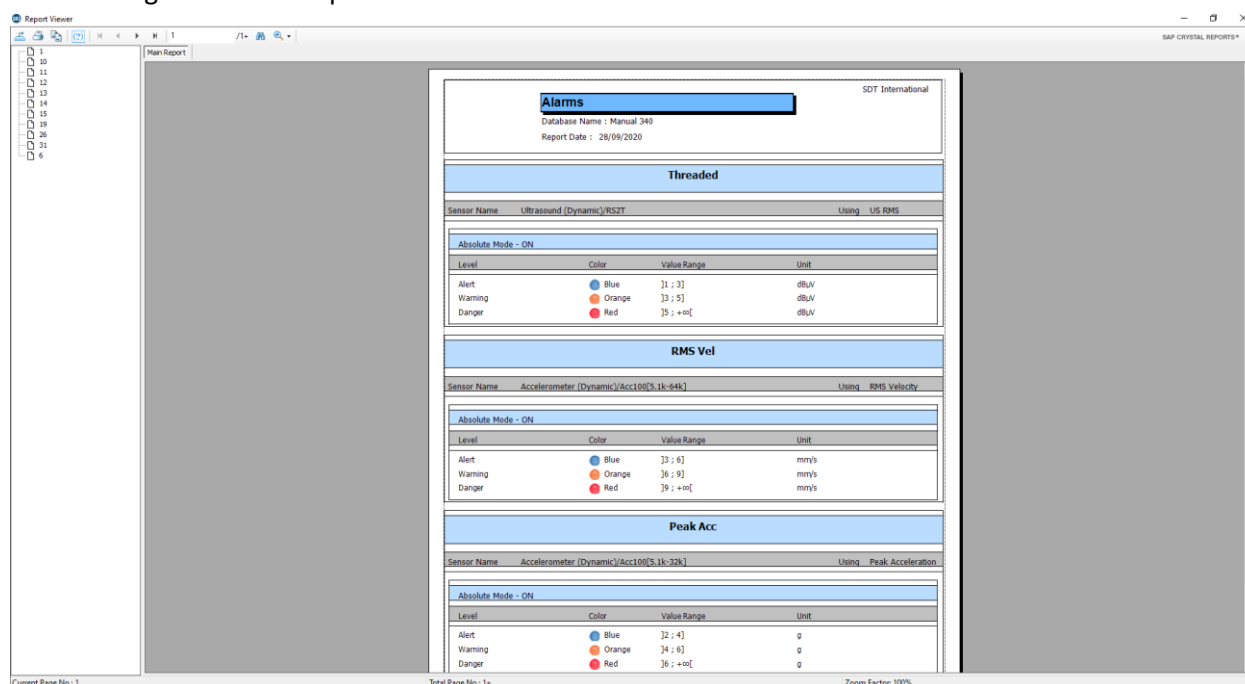 Report Viewer
1 /1+
SAP CRYSTAL REPORTS®
1
10
11
12
13
14
15
19
26
31
6
Main Report
SDT International
Alarms
Database Name : Manual 340
Report Date : 28/09/2020
Threaded
Sensor Name Ultrasound (Dynamic)/RS2T Using US RMS
Absolute Mode - ON
Level Color Value Range Unit
Alert Blue ]1 ; 3] dBµV
Warning Orange ]3 ; 5] dBµV
Danger Red ]5 ; +∞[ dBµV
RMS Vel
Sensor Name Accelerometer (Dynamic)/Acc100[5.1k-64k] Using RMS Velocity
Absolute Mode - ON
Level Color Value Range Unit
Alert Blue ]3 ; 6] mm/s
Warning Orange ]6 ; 9] mm/s
Danger Red ]9 ; +∞[ mm/s
Peak Acc
Sensor Name Accelerometer (Dynamic)/Acc100[5.1k-32k] Using Peak Acceleration
Absolute Mode - ON
Level Color Value Range Unit
Alert Blue ]2 ; 4] g
Warning Orange ]4 ; 6] g
Danger Red ]6 ; +∞[ g
Current Page No.: 1 Total Page No.: 1+ Zoom Factor: 100%